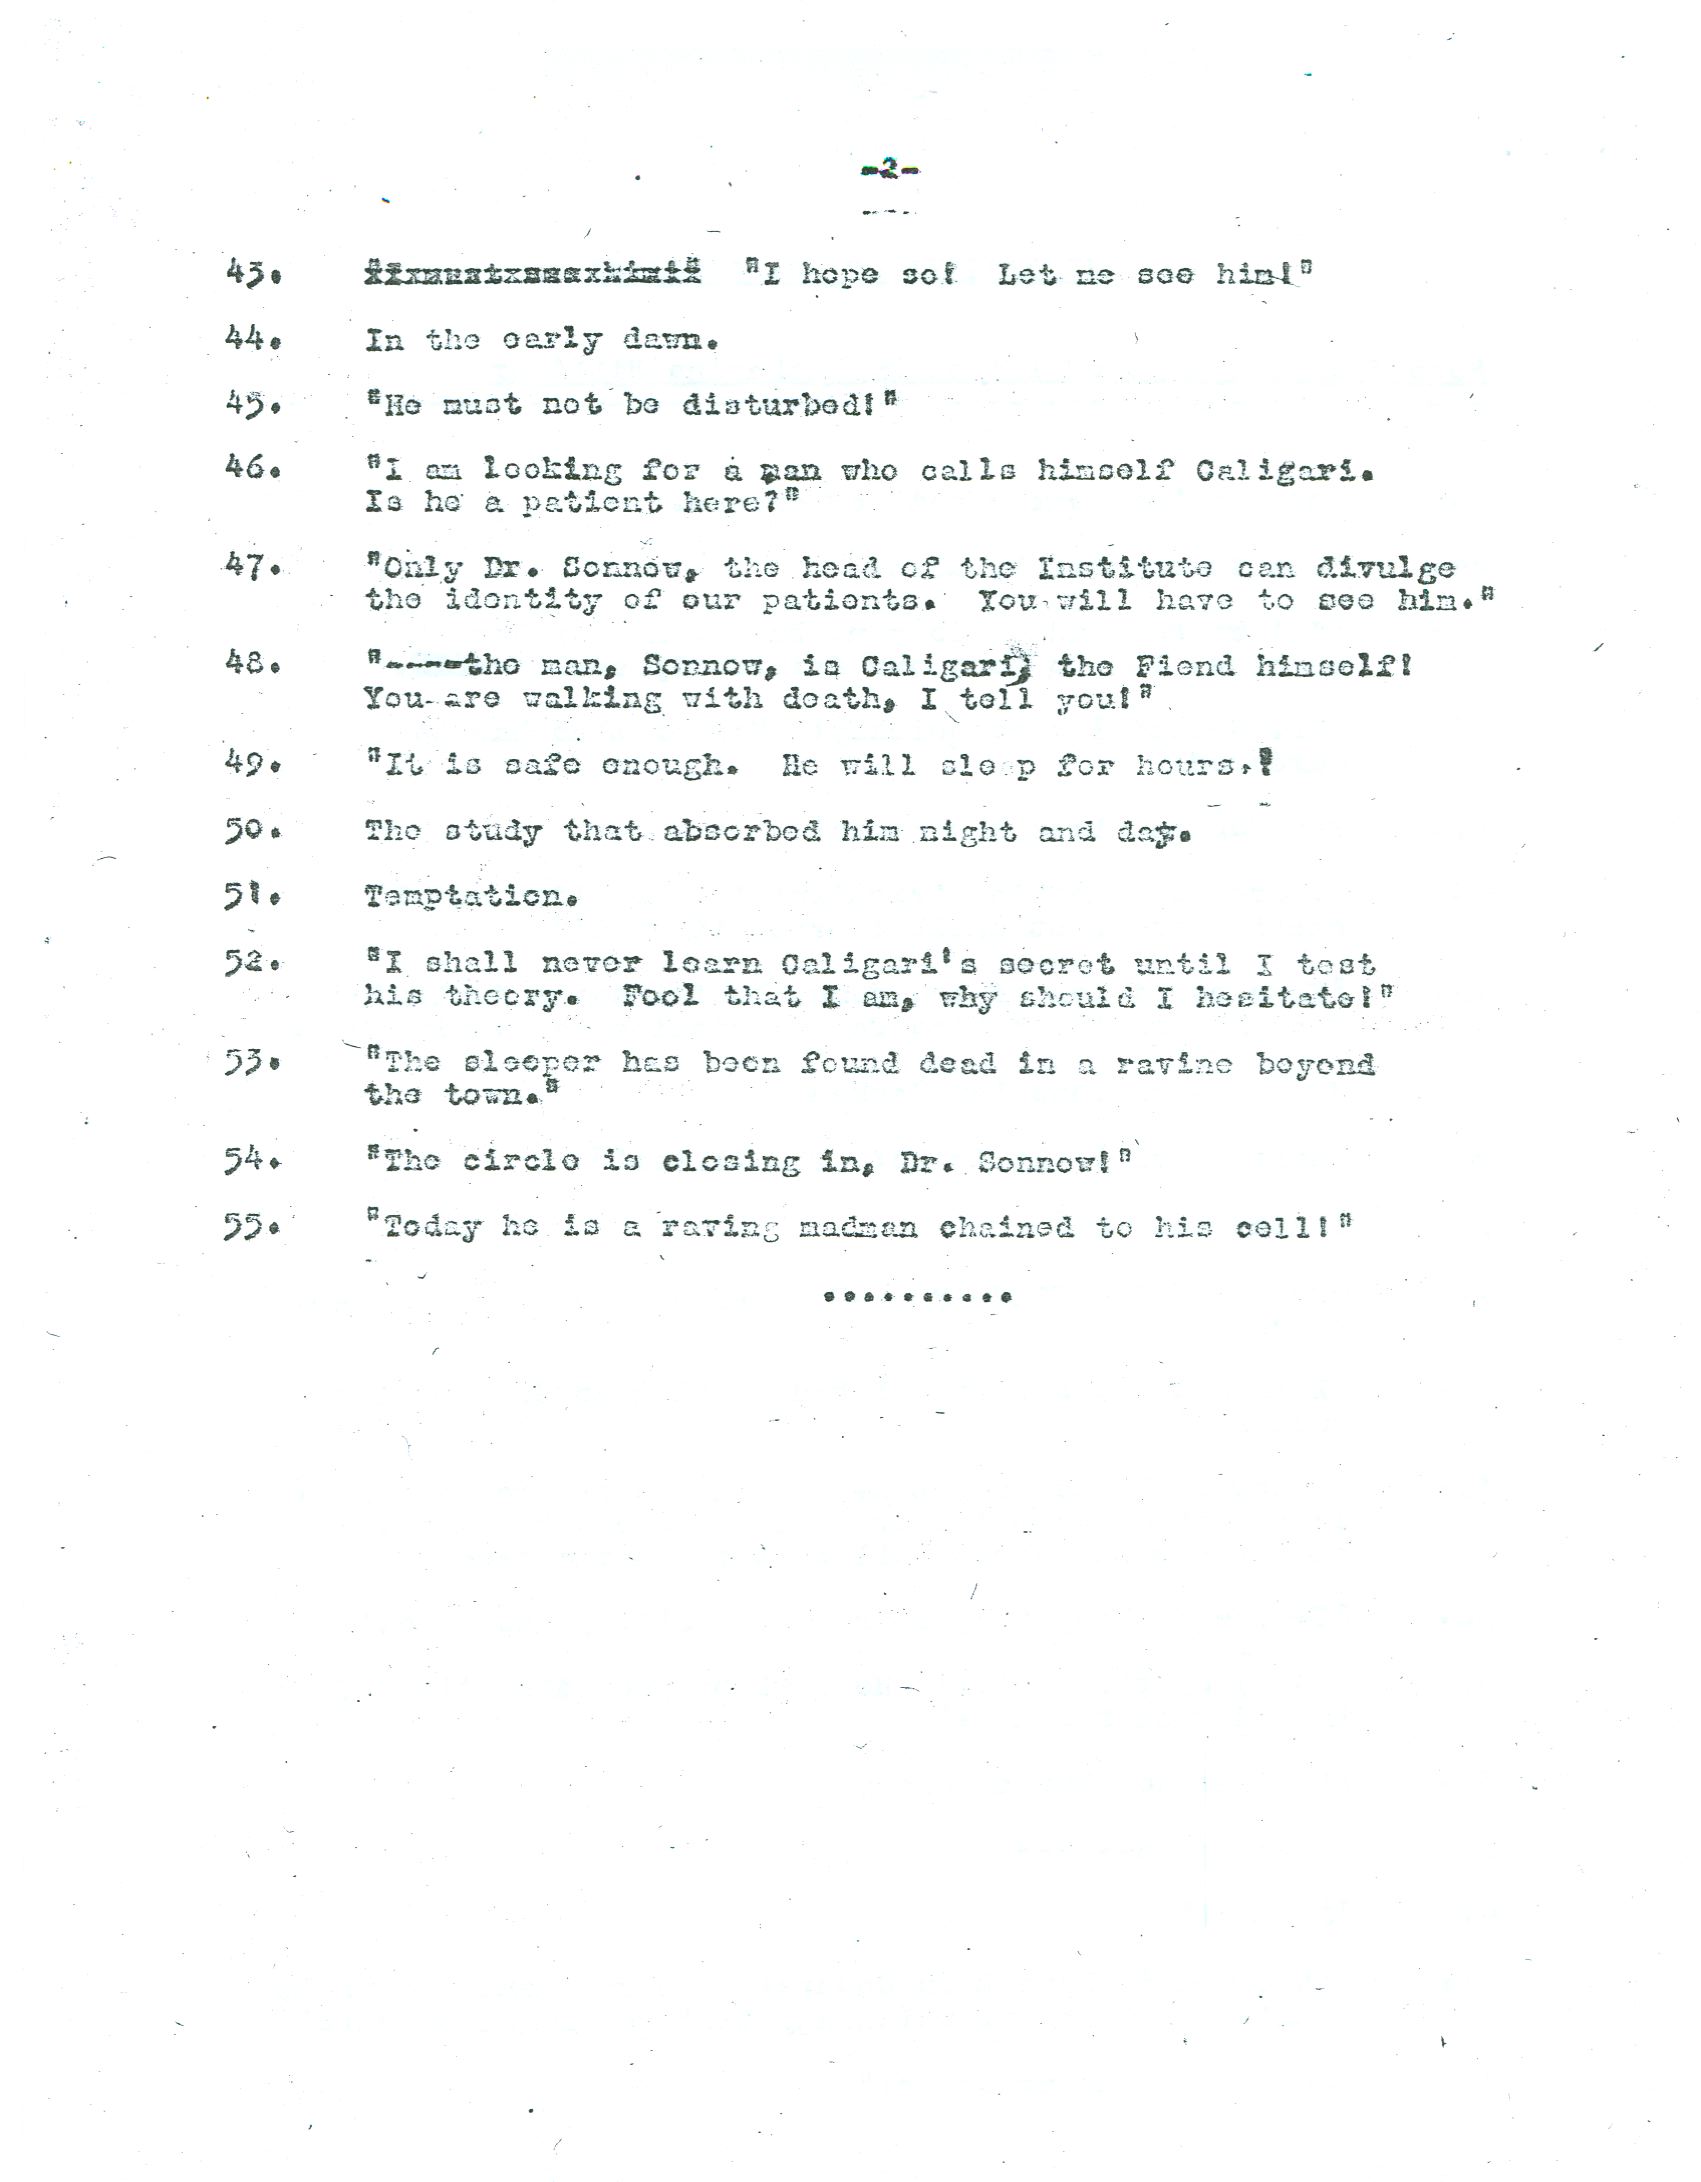 -2-
43. "I hope so! Let me see him!"
44. In the early dawn.
45. "He must not be disturbed!"
46. "I am looking for a man who calls himself Caligari.
Is he a patient here?"
47. "Only Dr. Sonnow, the head of the Institute can divulge
the identity of our patients. You will have to see him."
48. "----the man, Sonnow, is Caligari, the Fiend himself!
You are walking with death, I tell you!"
49. "It is safe enough. He will sleep for hours."
50. The study that absorbed him night and day.
51. Temptation.
52. "I shall never learn Caligari's secret until I test
his theory. Fool that I am, why should I hesitate!"
53. "The sleeper has been found dead in a ravine beyond
the town."
54. "The circle is closing in, Dr. Sonnow!"
55. "Today he is a raving madman chained to his cell!"
..........